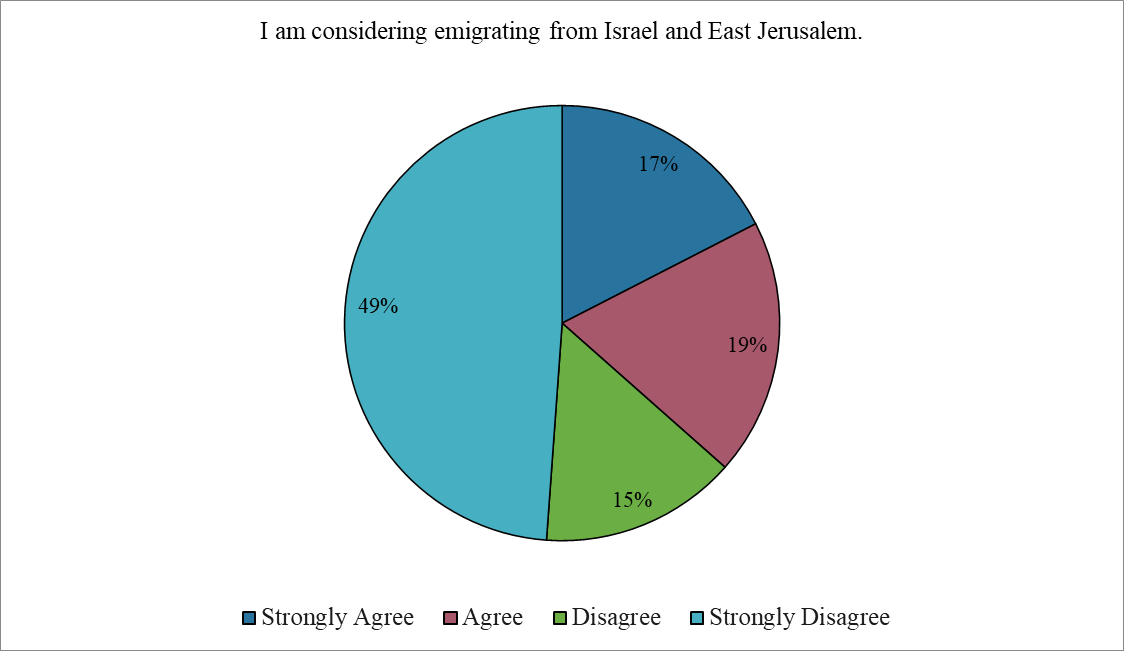 I am considering emigrating from Israel and East Jerusalem.
17%
19%
15%
49%
Strongly Agree Agree Disagree Strongly Disagree